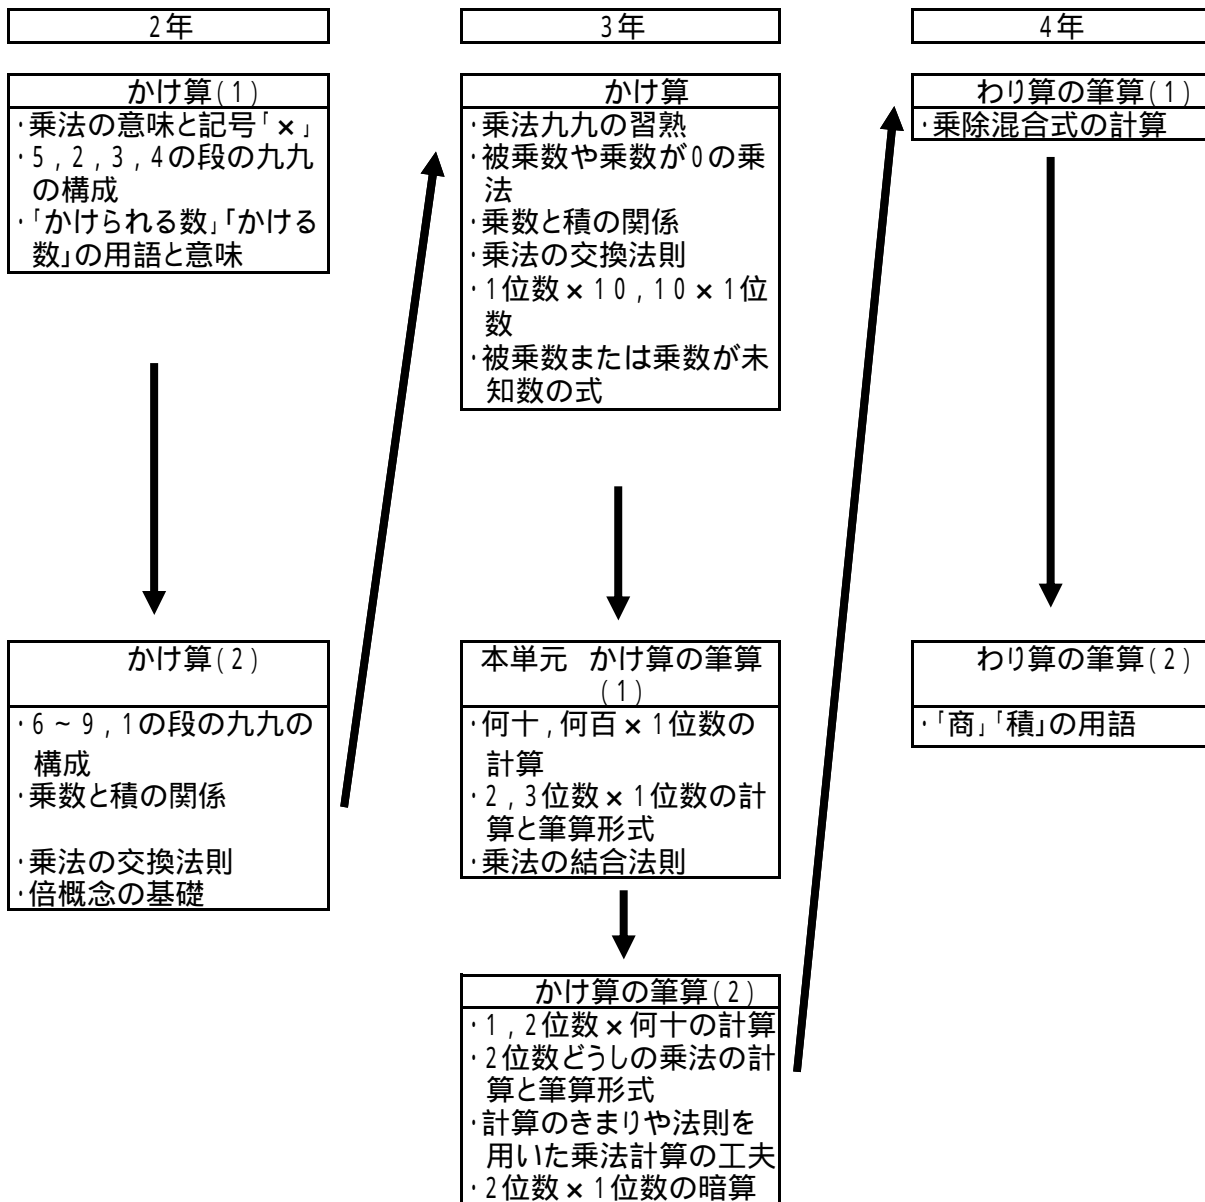 2年
かけ算(1)
·乗法の意味と記号「×」
·5,2,3,4の段の九九
の構成
·「かけられる数」「かける
数」の用語と意味
かけ算(2)
·6~9,1の段の九九の
構成
·乗数と積の関係
·乗法の交換法則
·倍概念の基礎
3年
かけ算
·乗法九九の習熟
·被乗数や乗数が0の乗
法
·乗数と積の関係
·乗法の交換法則
·1位数×10,10×1位
数
·被乗数または乗数が未
知数の式
本単元 かけ算の筆算
(1)
·何十,何百×1位数の
計算
·2,3位数×1位数の計
算と筆算形式
·乗法の結合法則
かけ算の筆算(2)
·1,2位数×何十の計算
·2位数どうしの乗法の計
算と筆算形式
·計算のきまりや法則を
用いた乗法計算の工夫
·2位数×1位数の暗算
4年
わり算の筆算(1)
·乗除混合式の計算
わり算の筆算(2)
·「商」「積」の用語